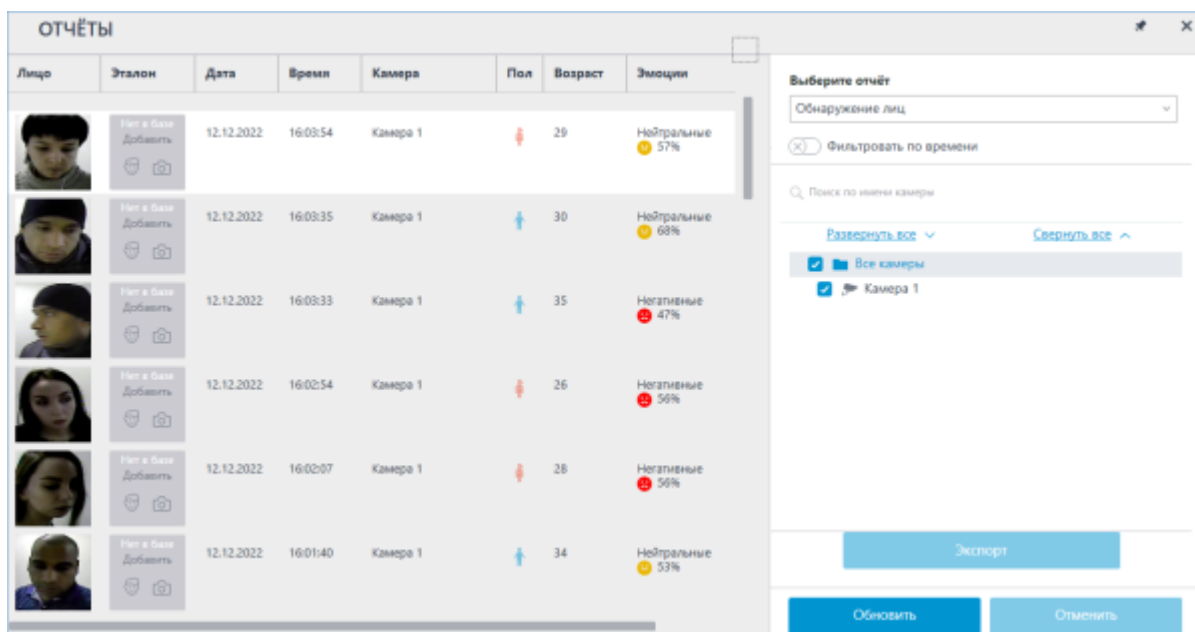 ОТЧЁТЫ
Лицо Эталон Дата Время Камера Пол Возраст Эмоции
Нет в базе
Добавить
12.12.2022 16:03:54 Камера 1 29 Нейтральные
57%
Нет в базе
Добавить
12.12.2022 16:03:35 Камера 1 30 Нейтральные
68%
Нет в базе
Добавить
12.12.2022 16:03:33 Камера 1 35 Негативные
47%
Нет в базе
Добавить
12.12.2022 16:02:54 Камера 1 26 Негативные
56%
Нет в базе
Добавить
12.12.2022 16:02:07 Камера 1 28 Негативные
56%
Нет в базе
Добавить
12.12.2022 16:01:40 Камера 1 34 Нейтральные
53%
Выберите отчёт
Обнаружение лиц
Фильтровать по времени
Поиск по имени камеры
Развернуть все Свернуть все
Все камеры
Камера 1
Экспорт
Обновить Отменить